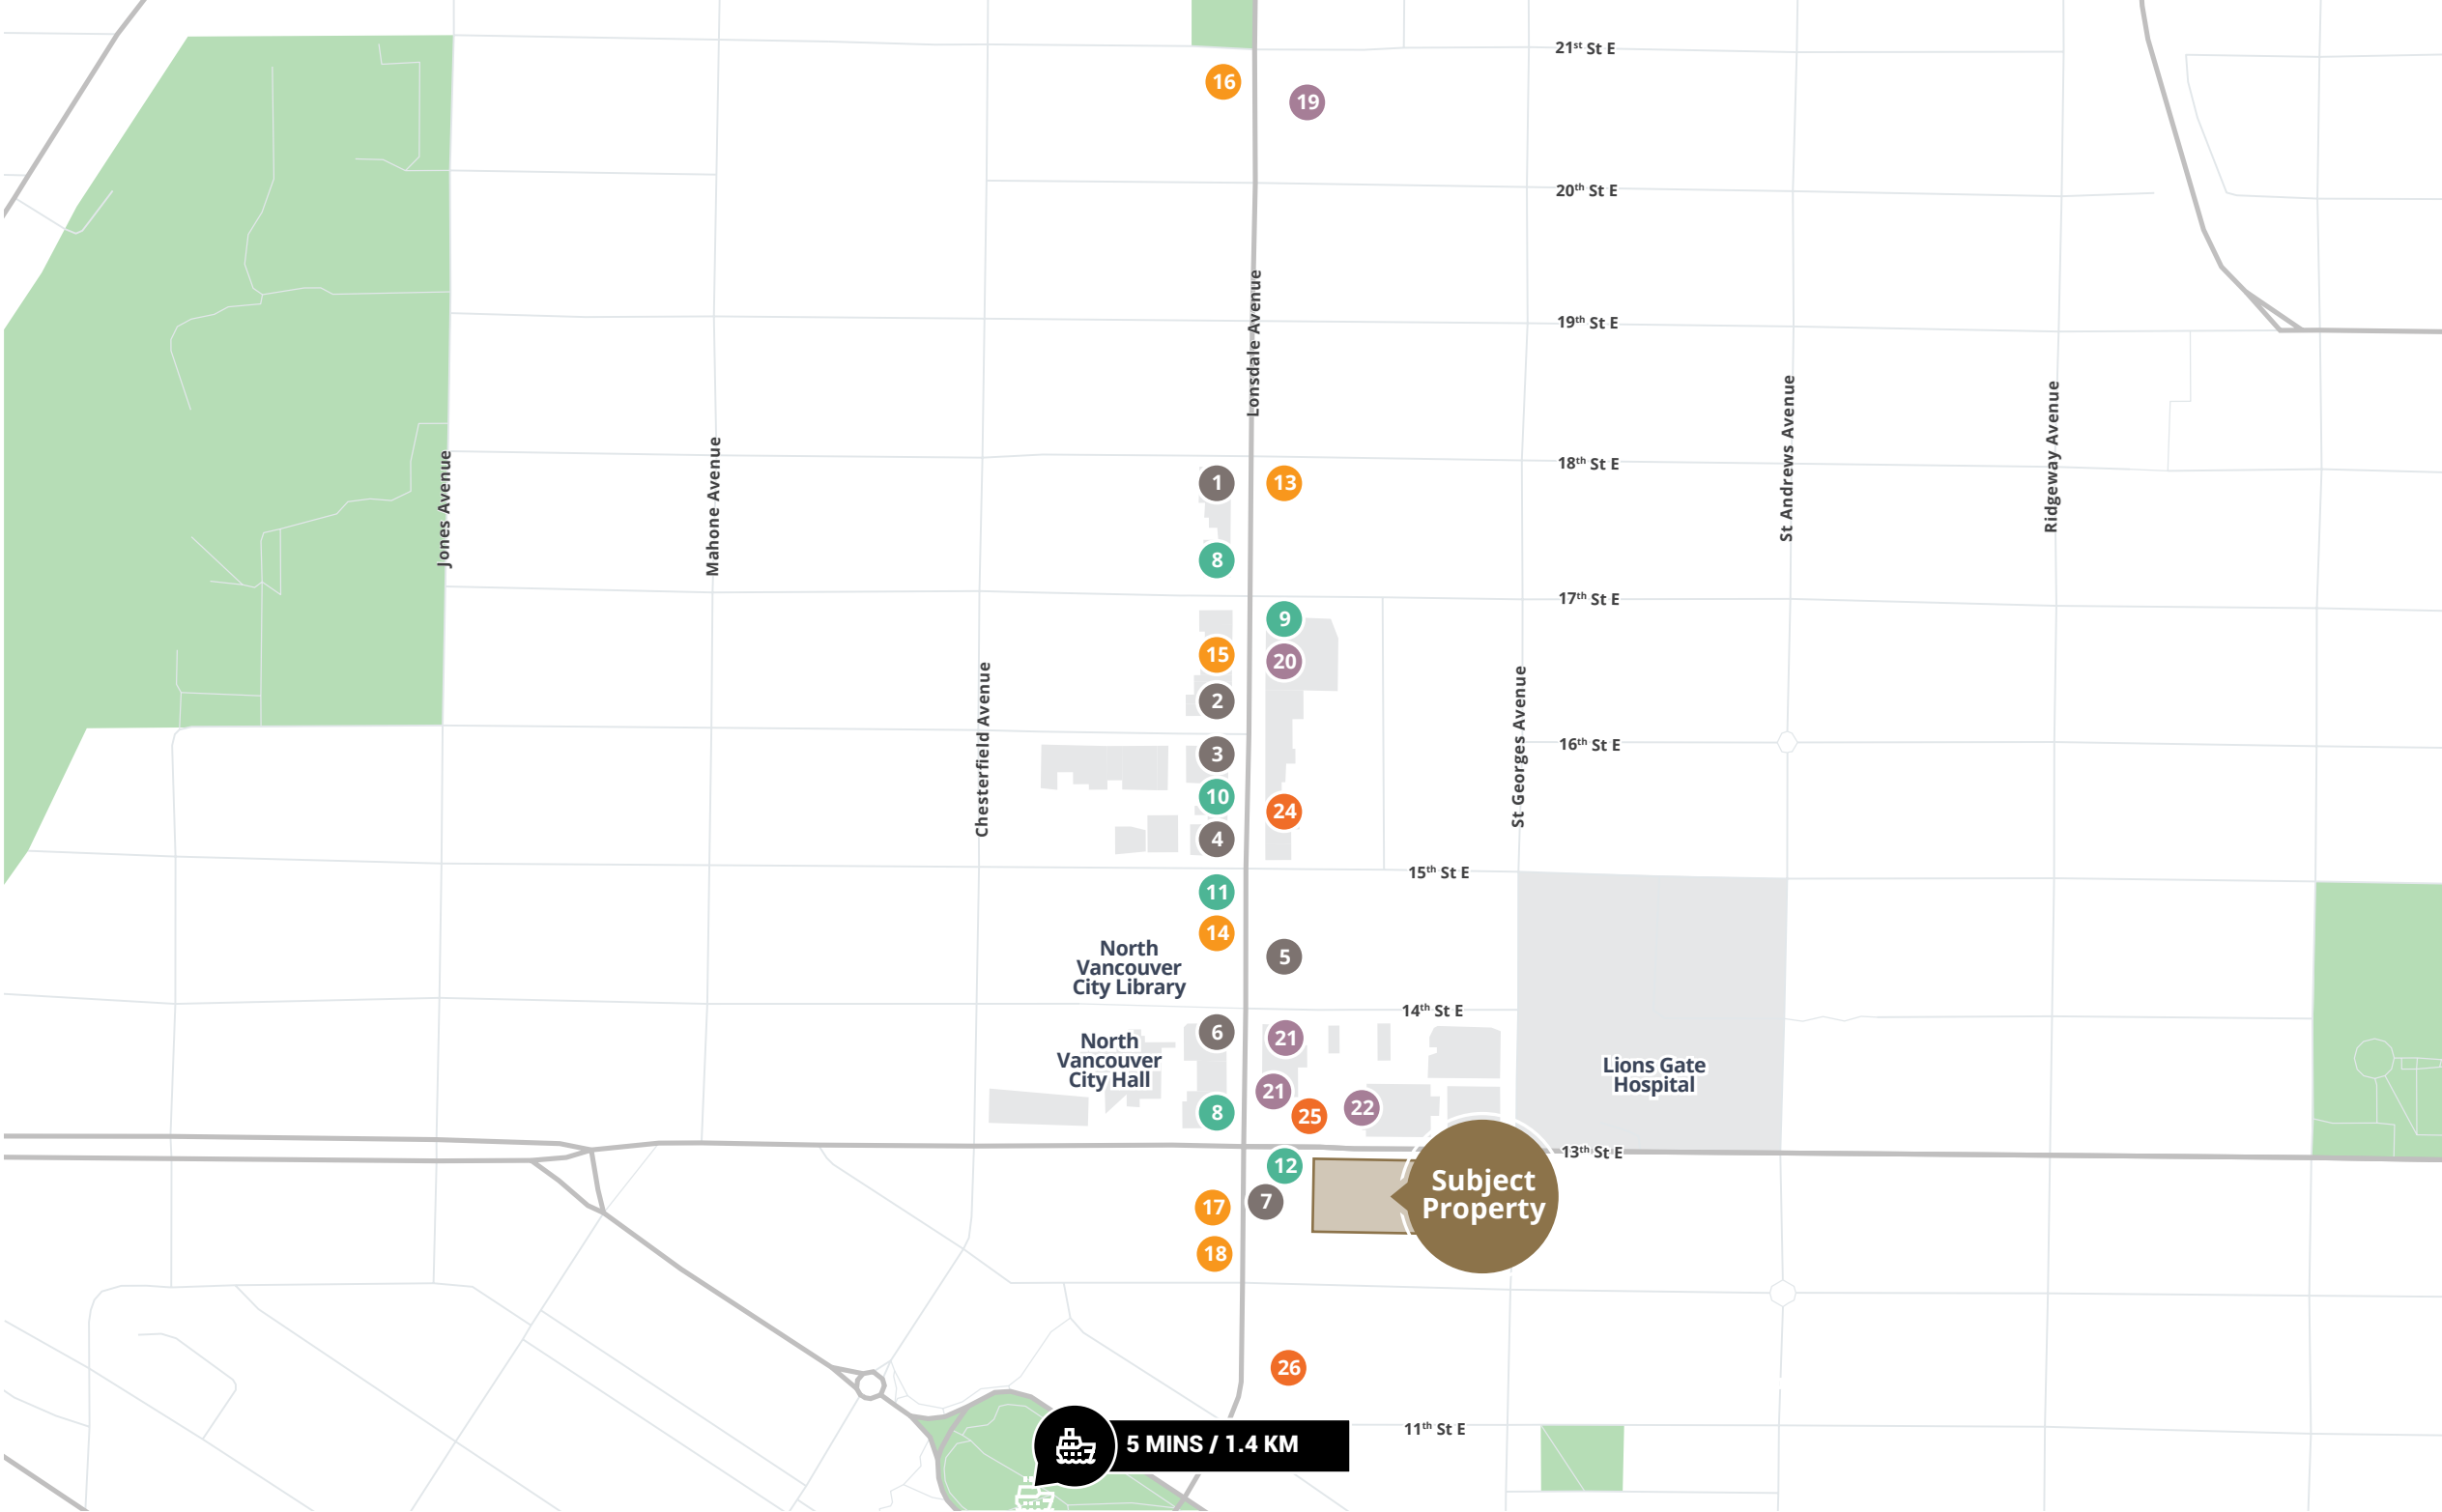 21st St E
16
19
20th St E
19th St E
Lonsdale Avenue
18th St E
St Andrews Avenue
Ridgeway Avenue
Jones Avenue
Mahone Avenue
1
13
8
17th St E
9
15
20
2
Chesterfield Avenue
St Georges Avenue
16th St E
3
10
24
4
15th St E
11
14
North
Vancouver
City Library
5
14th St E
6
21
North
Vancouver
City Hall
Lions Gate
Hospital
21
8
25
22
13th St E
12
7
17
18
Subject
Property
26
11th St E
5 MINS / 1.4 KM